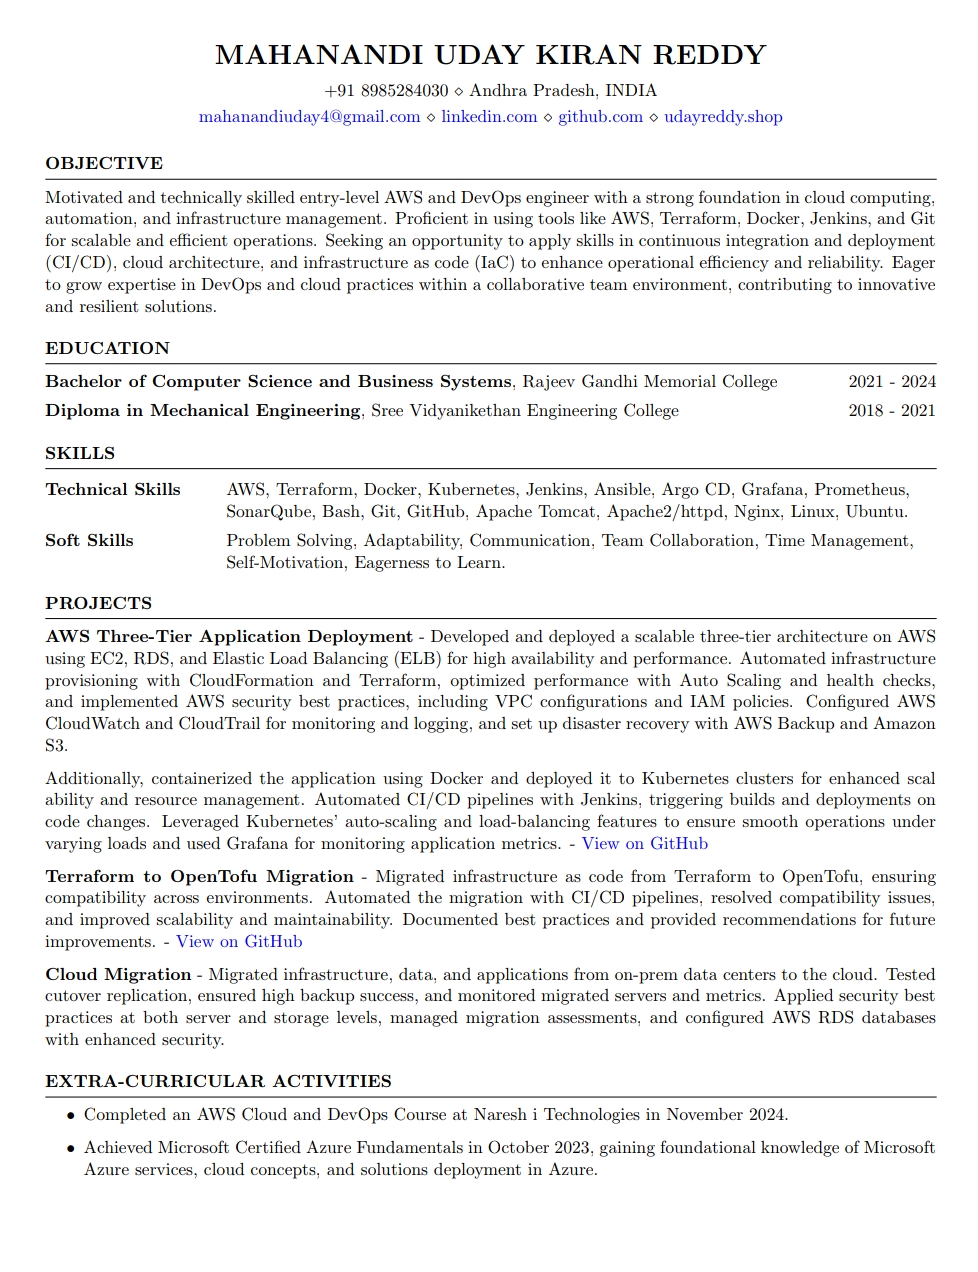 MAHANANDI UDAY KIRAN REDDY
+91 8985284030 ⋄ Andhra Pradesh, INDIA
mahanandiuday4@gmail.com ⋄ linkedin.com ⋄ github.com ⋄ udayreddy.shop
OBJECTIVE
Motivated and technically skilled entry-level AWS and DevOps engineer with a strong foundation in cloud computing,
automation, and infrastructure management. Proficient in using tools like AWS, Terraform, Docker, Jenkins, and Git
for scalable and efficient operations. Seeking an opportunity to apply skills in continuous integration and deployment
(CI/CD), cloud architecture, and infrastructure as code (IaC) to enhance operational efficiency and reliability. Eager
to grow expertise in DevOps and cloud practices within a collaborative team environment, contributing to innovative
and resilient solutions.
EDUCATION
Bachelor of Computer Science and Business Systems, Rajeev Gandhi Memorial College 2021 - 2024
Diploma in Mechanical Engineering, Sree Vidyanikethan Engineering College 2018 - 2021
SKILLS
Technical Skills AWS, Terraform, Docker, Kubernetes, Jenkins, Ansible, Argo CD, Grafana, Prometheus,
SonarQube, Bash, Git, GitHub, Apache Tomcat, Apache2/httpd, Nginx, Linux, Ubuntu.
Soft Skills Problem Solving, Adaptability, Communication, Team Collaboration, Time Management,
Self-Motivation, Eagerness to Learn.
PROJECTS
AWS Three-Tier Application Deployment - Developed and deployed a scalable three-tier architecture on AWS
using EC2, RDS, and Elastic Load Balancing (ELB) for high availability and performance. Automated infrastructure
provisioning with CloudFormation and Terraform, optimized performance with Auto Scaling and health checks,
and implemented AWS security best practices, including VPC configurations and IAM policies. Configured AWS
CloudWatch and CloudTrail for monitoring and logging, and set up disaster recovery with AWS Backup and Amazon
S3.
Additionally, containerized the application using Docker and deployed it to Kubernetes clusters for enhanced scal
ability and resource management. Automated CI/CD pipelines with Jenkins, triggering builds and deployments on
code changes. Leveraged Kubernetes' auto-scaling and load-balancing features to ensure smooth operations under
varying loads and used Grafana for monitoring application metrics. - View on GitHub
Terraform to OpenTofu Migration - Migrated infrastructure as code from Terraform to OpenTofu, ensuring
compatibility across environments. Automated the migration with CI/CD pipelines, resolved compatibility issues,
and improved scalability and maintainability. Documented best practices and provided recommendations for future
improvements. - View on GitHub
Cloud Migration - Migrated infrastructure, data, and applications from on-prem data centers to the cloud. Tested
cutover replication, ensured high backup success, and monitored migrated servers and metrics. Applied security best
practices at both server and storage levels, managed migration assessments, and configured AWS RDS databases
with enhanced security.
EXTRA-CURRICULAR ACTIVITIES
• Completed an AWS Cloud and DevOps Course at Naresh i Technologies in November 2024.
• Achieved Microsoft Certified Azure Fundamentals in October 2023, gaining foundational knowledge of Microsoft
Azure services, cloud concepts, and solutions deployment in Azure.